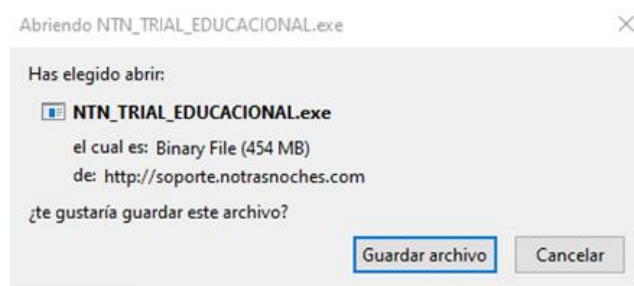 Abriendo NTN_TRIAL_EDUCACIONAL.exe
Has elegido abrir:
NTN_TRIAL_EDUCACIONAL.exe
el cual es: Binary File (454 MB)
de: http://soporte.notrasnoches.com
¿te gustaría guardar este archivo?
Guardar archivo Cancelar